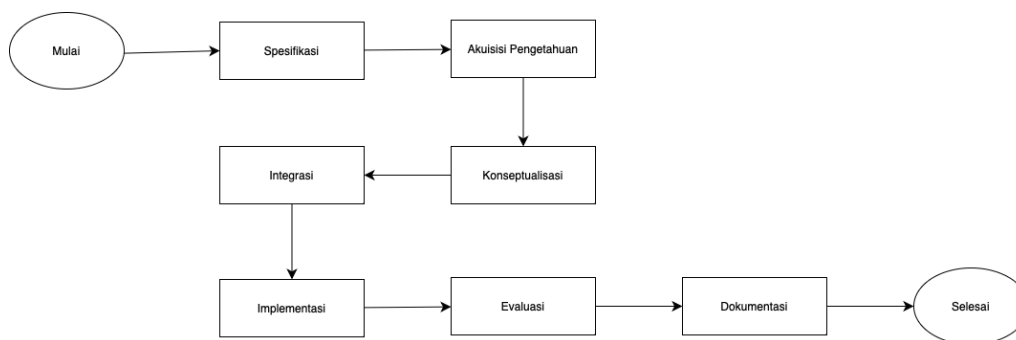 Mulai
Spesifikasi
Akuisisi Pengetahuan
Konseptualisasi
Integrasi
Implementasi
Evaluasi
Dokumentasi
Selesai